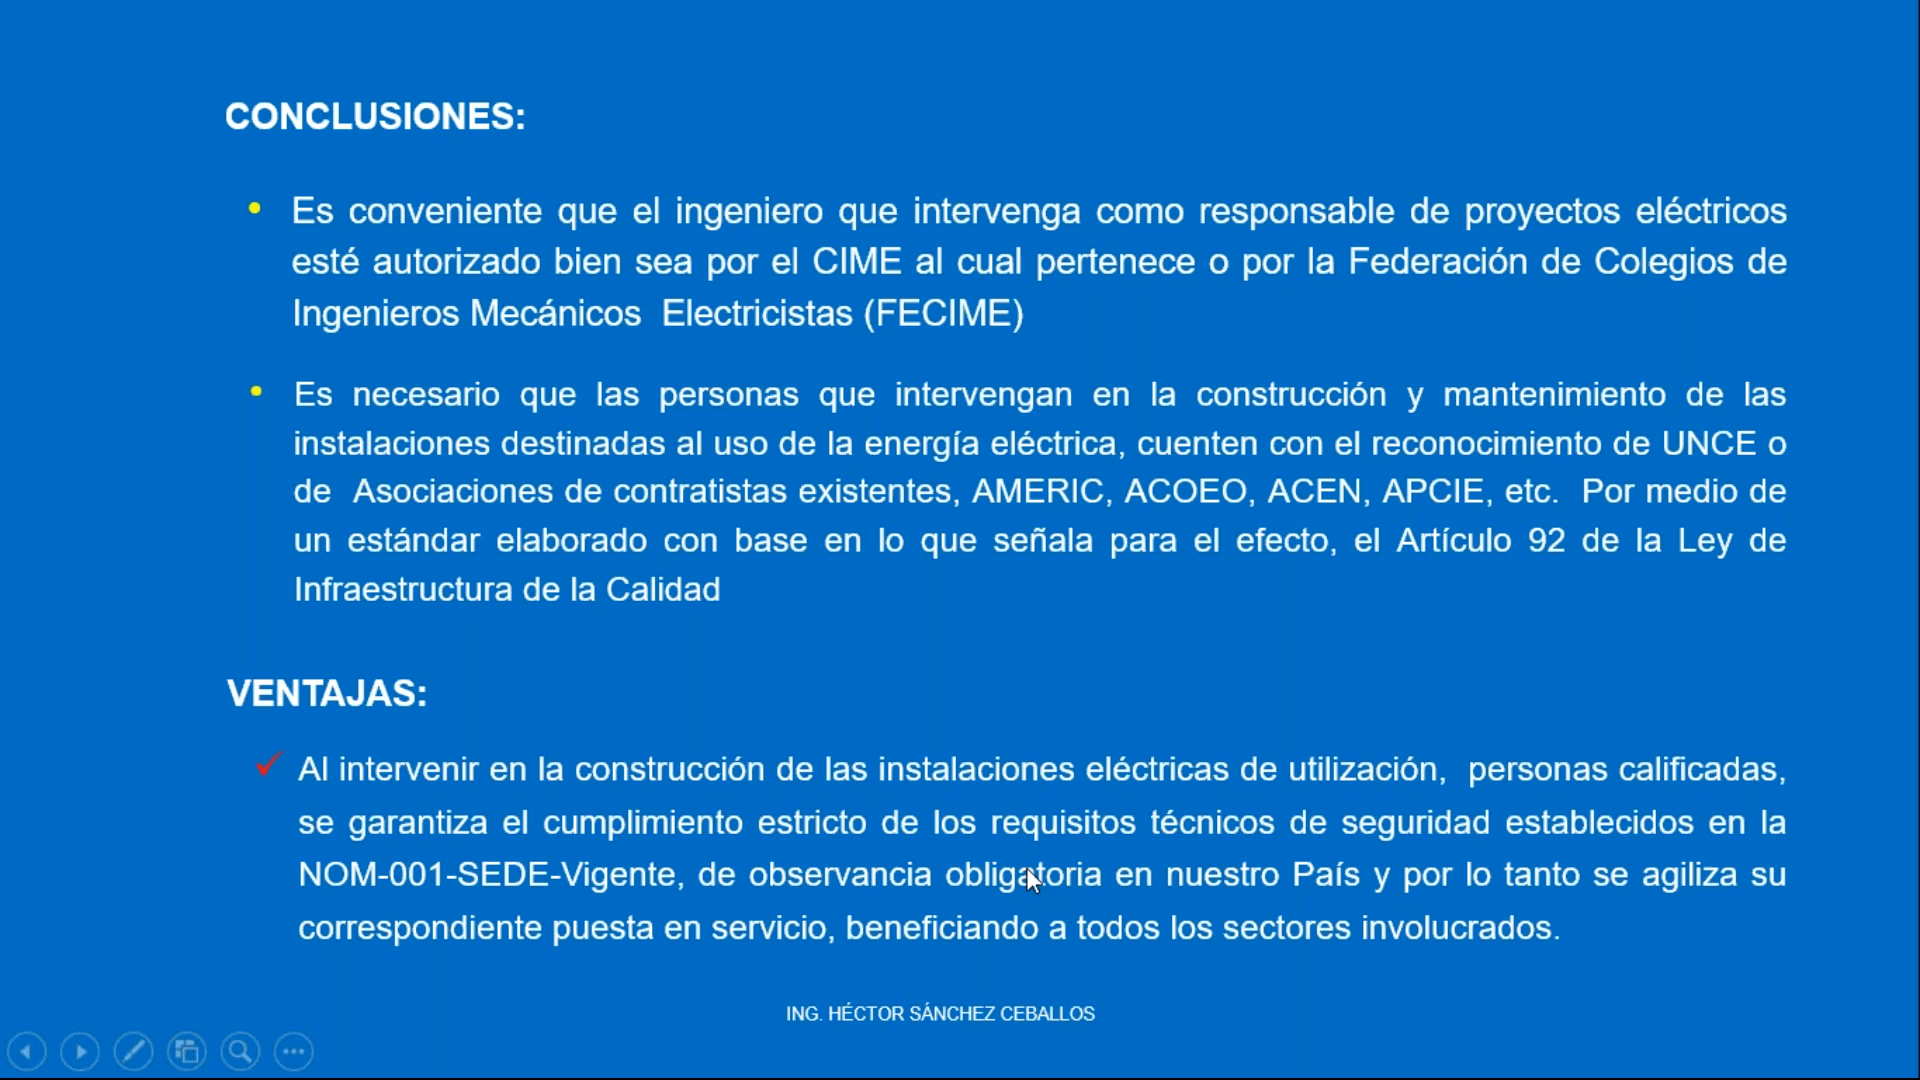 CONCLUSIONES:
• Es conveniente que el ingeniero que intervenga como responsable de proyectos eléctricos
esté autorizado bien sea por el CIME al cual pertenece o por la Federación de Colegios de
Ingenieros Mecánicos Electricistas (FECIME)
• Es necesario que las personas que intervengan en la construcción y mantenimiento de las
instalaciones destinadas al uso de la energía eléctrica, cuenten con el reconocimiento de UNCE o
de Asociaciones de contratistas existentes, AMERIC, ACOEO, ACEN, APCIE, etc. Por medio de
un estándar elaborado con base en lo que señala para el efecto, el Artículo 92 de la Ley de
Infraestructura de la Calidad
VENTAJAS:
✓ Al intervenir en la construcción de las instalaciones eléctricas de utilización, personas calificadas,
se garantiza el cumplimiento estricto de los requisitos técnicos de seguridad establecidos en la
NOM-001-SEDE-Vigente, de observancia obligatoria en nuestro País y por lo tanto se agiliza su
correspondiente puesta en servicio, beneficiando a todos los sectores involucrados.
ING. HÉCTOR SÁNCHEZ CEBALLOS